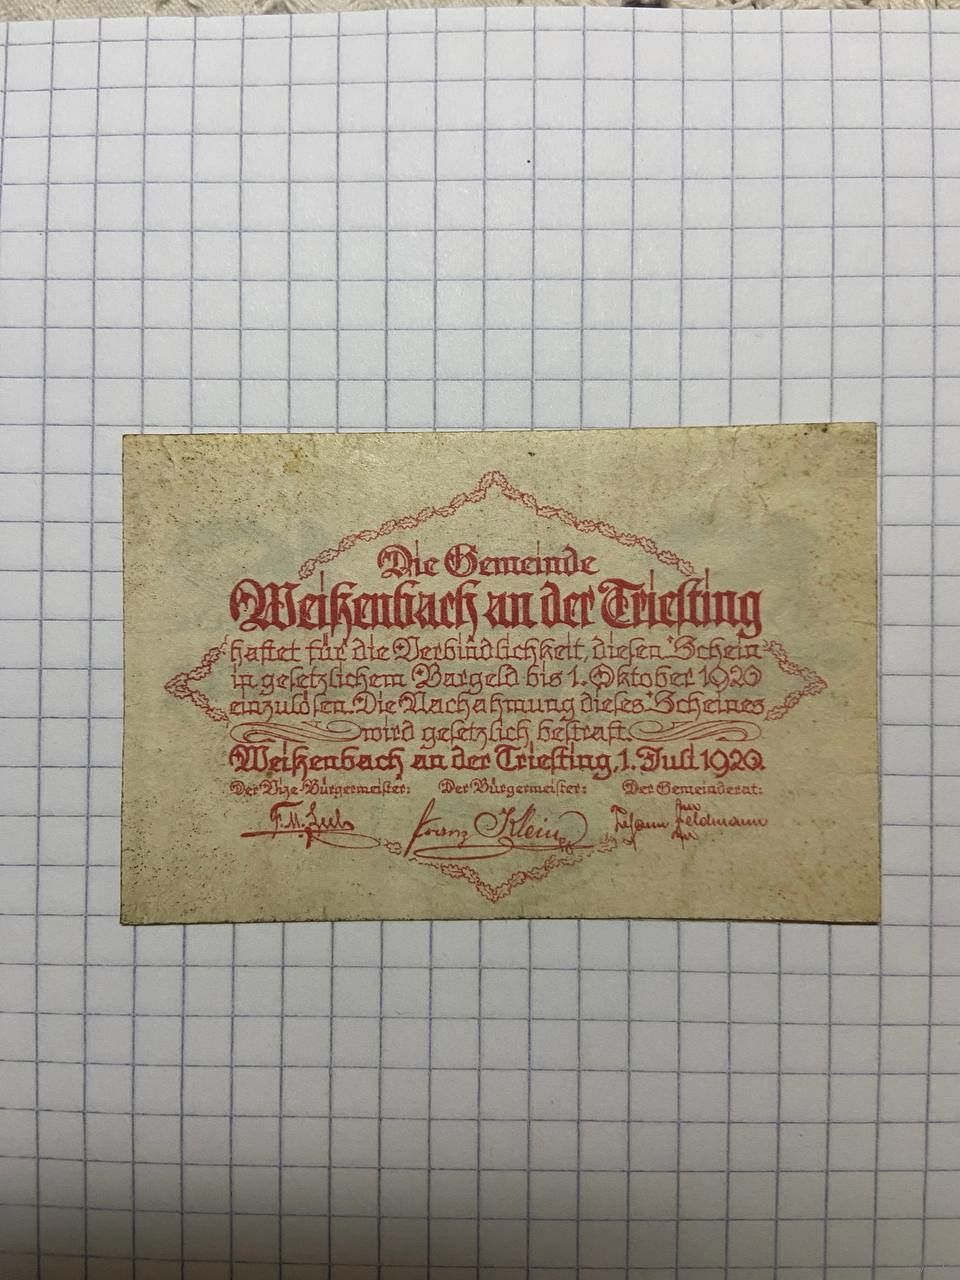 Die Gemeinde
Weißenbach an der Triesting
haftet für die Verbindlichkeit, diesen Schein
in gesetzlichem Bargeld bis 1. Oktober 1920
einzulösen. Die Nachahmung dieses Scheines
wird gesetzlich bestraft.
Weißenbach an der Triesting, 1. Juli 1920.
Der Vize-Bürgermeister: Der Bürgermeister: Der Gemeinderat:
Franz Klein Johann Feldmann